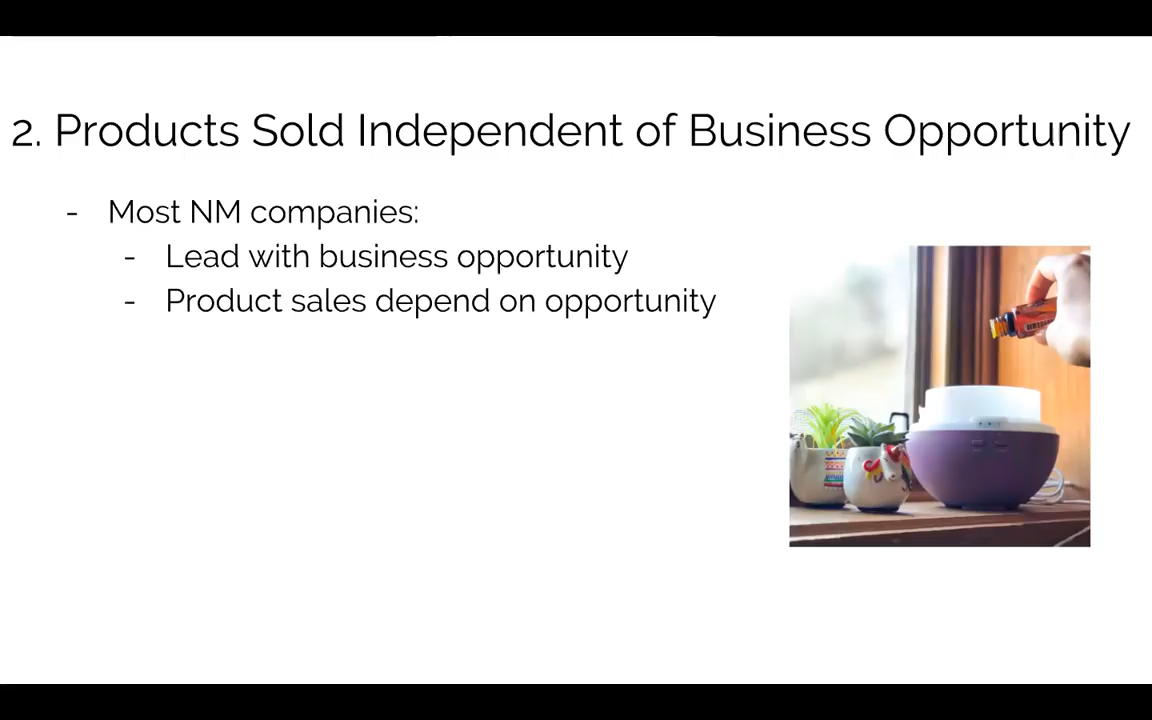 2. Products Sold Independent of Business Opportunity
- Most NM companies:
- Lead with business opportunity
- Product sales depend on opportunity